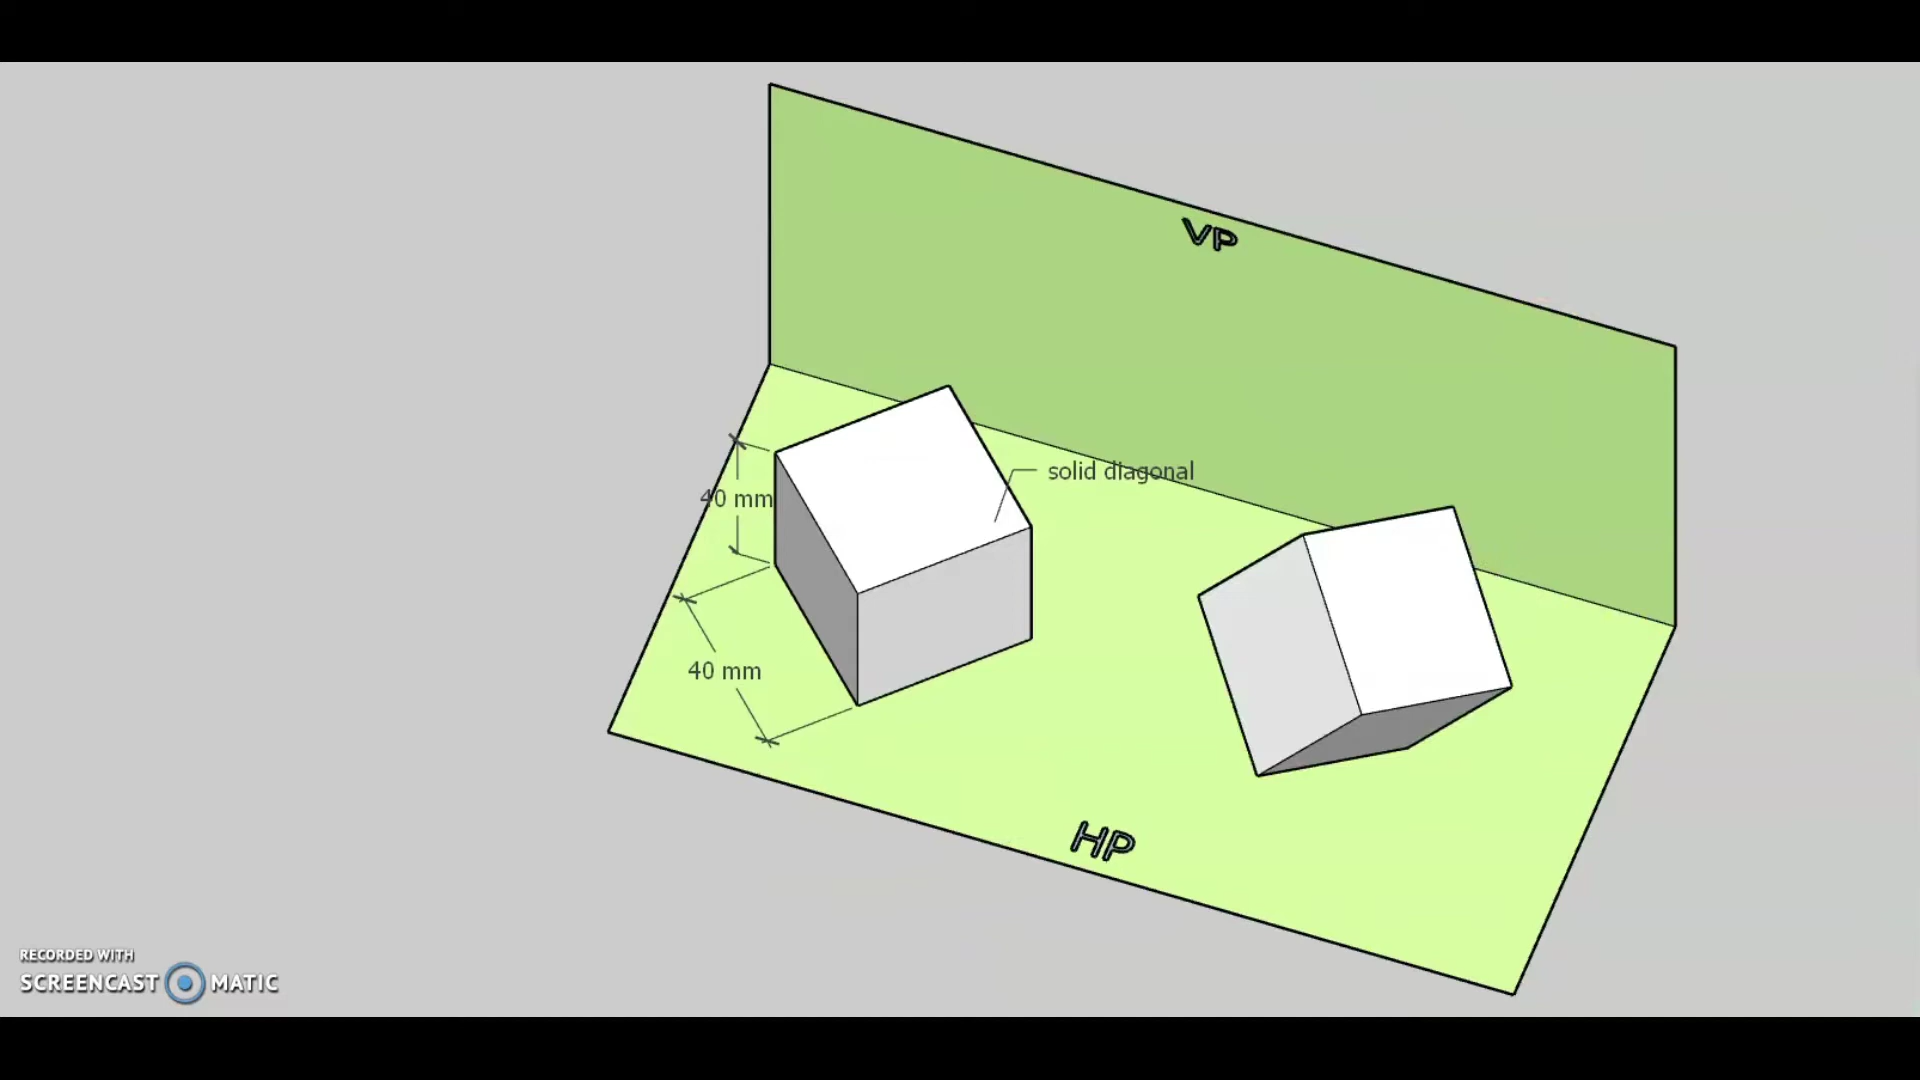 VP
solid diagonal
40 mm
40 mm
HP
RECORDED WITH
SCREENCAST MATIC